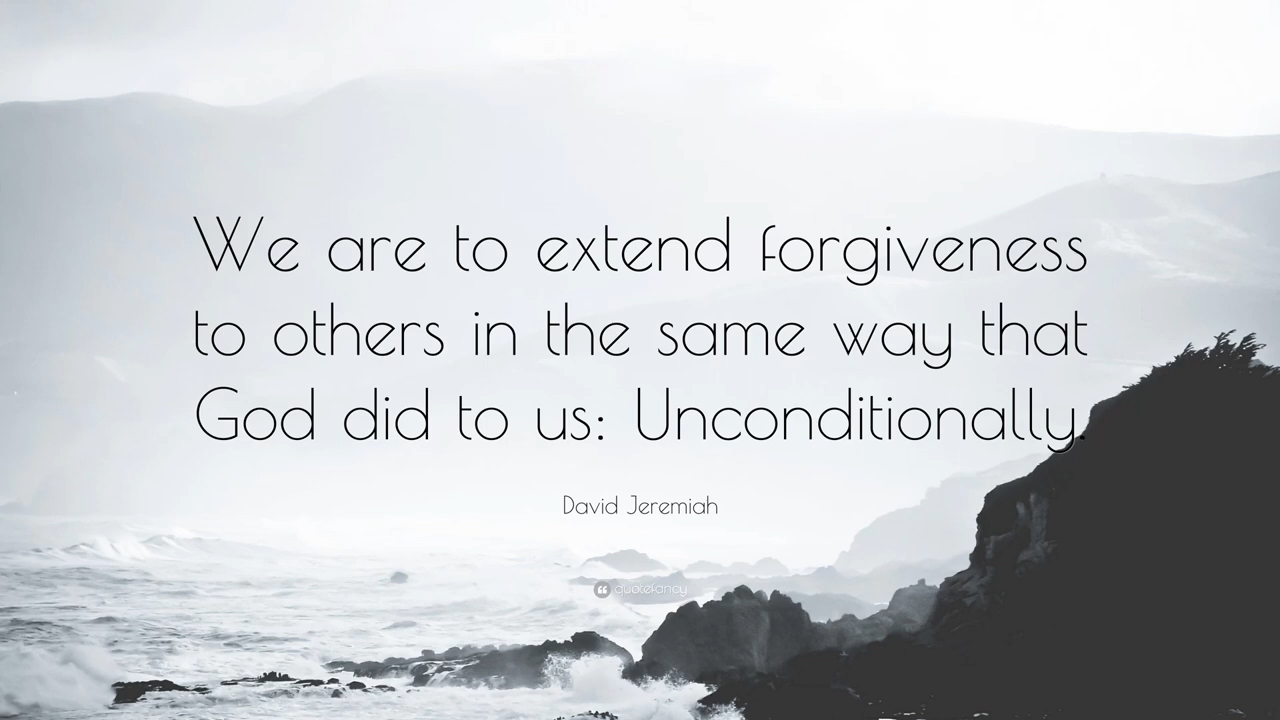 We are to extend forgiveness
to others in the same way that
God did to us: Unconditionally.
David Jeremiah
quotefancy